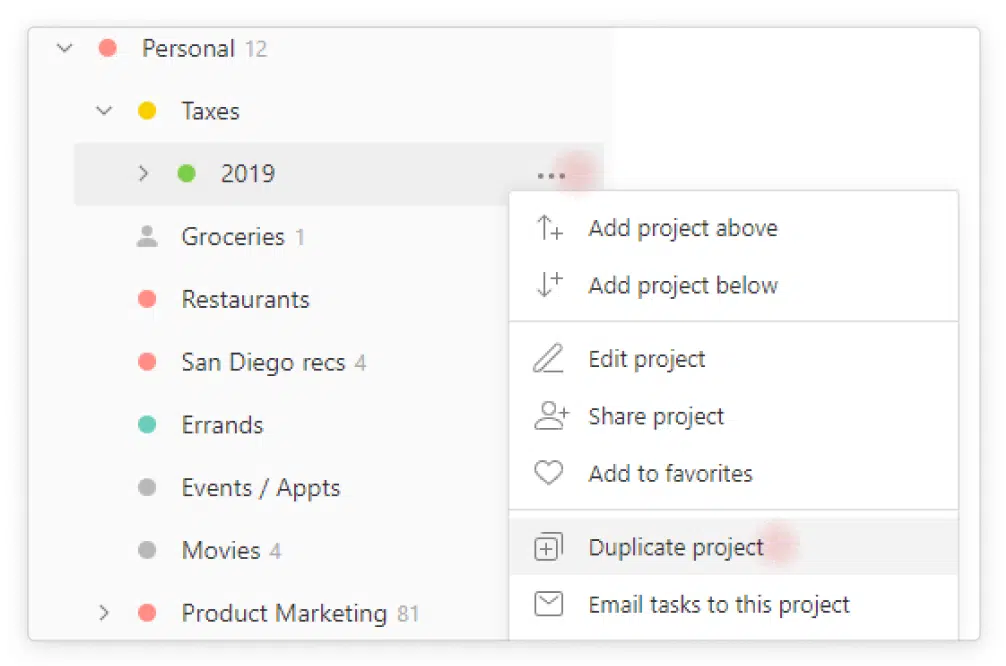 Personal 12
Taxes
2019
Groceries 1
Restaurants
San Diego recs 4
Errands
Events / Appts
Movies 4
Product Marketing 81
Add project above
Add project below
Edit project
Share project
Add to favorites
Duplicate project
Email tasks to this project